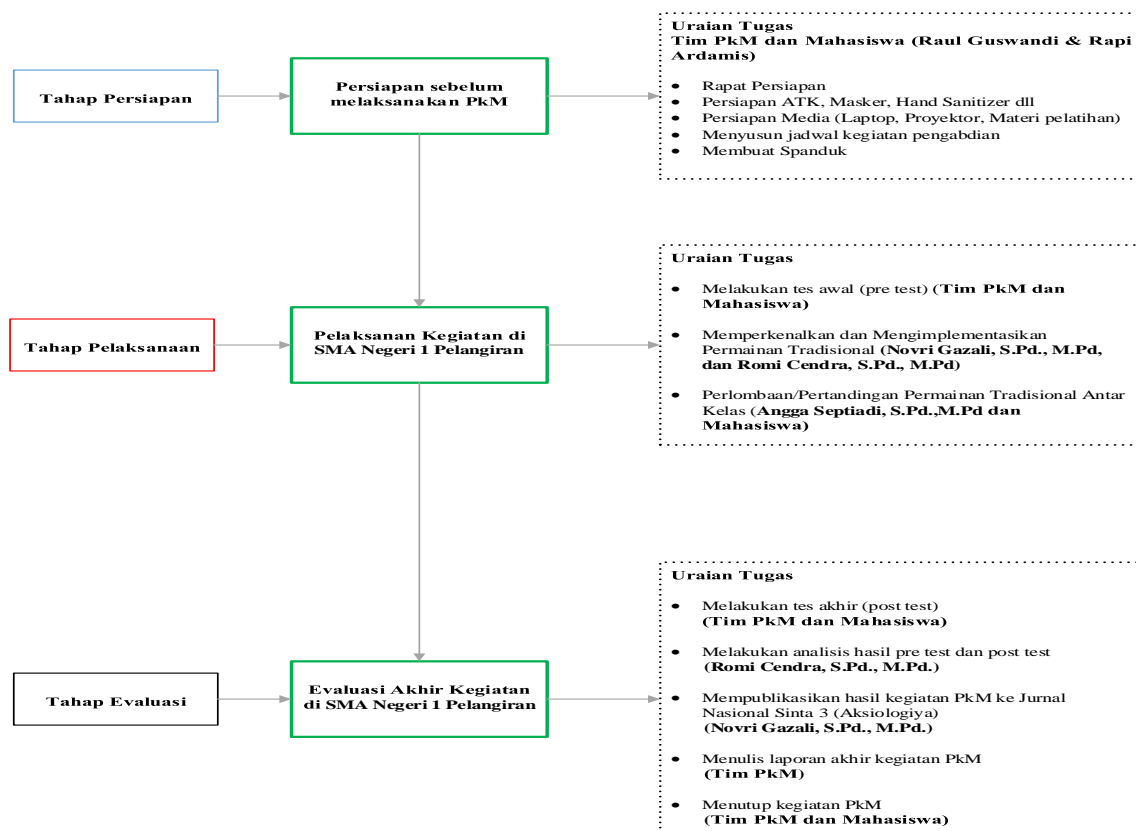 Tahap Persiapan
Persiapan sebelum
melaksanakan PkM
Uraian Tugas
Tim PkM dan Mahasiswa (Raul Guswandi & Rapi
Ardamis)
• Rapat Persiapan
• Persiapan ATK, Masker, Hand Sanitizer dll
• Persiapan Media (Laptop, Proyektor, Materi pelatihan)
• Menyusun jadwal kegiatan pengabdian
• Membuat Spanduk
Tahap Pelaksanaan
Pelaksanan Kegiatan di
SMA Negeri 1 Pelangiran
Uraian Tugas
• Melakukan tes awal (pre test) (Tim PkM dan
Mahasiswa)
• Memperkenalkan dan Mengimplementasikan
Permainan Tradisional (Novri Gazali, S.Pd., M.Pd,
dan Romi Cendra, S.Pd., M.Pd)
• Perlombaan/Pertandingan Permainan Tradisional Antar
Kelas (Angga Septiadi, S.Pd.,M.Pd dan
Mahasiswa)
Tahap Evaluasi
Evaluasi Akhir Kegiatan
di SMA Negeri 1 Pelangiran
Uraian Tugas
• Melakukan tes akhir (post test)
(Tim PkM dan Mahasiswa)
• Melakukan analisis hasil pre test dan post test
(Romi Cendra, S.Pd., M.Pd.)
• Mempublikasikan hasil kegiatan PkM ke Jurnal
Nasional Sinta 3 (Aksiologiya)
(Novri Gazali, S.Pd., M.Pd.)
• Menulis laporan akhir kegiatan PkM
(Tim PkM)
• Menutup kegiatan PkM
(Tim PkM dan Mahasiswa)